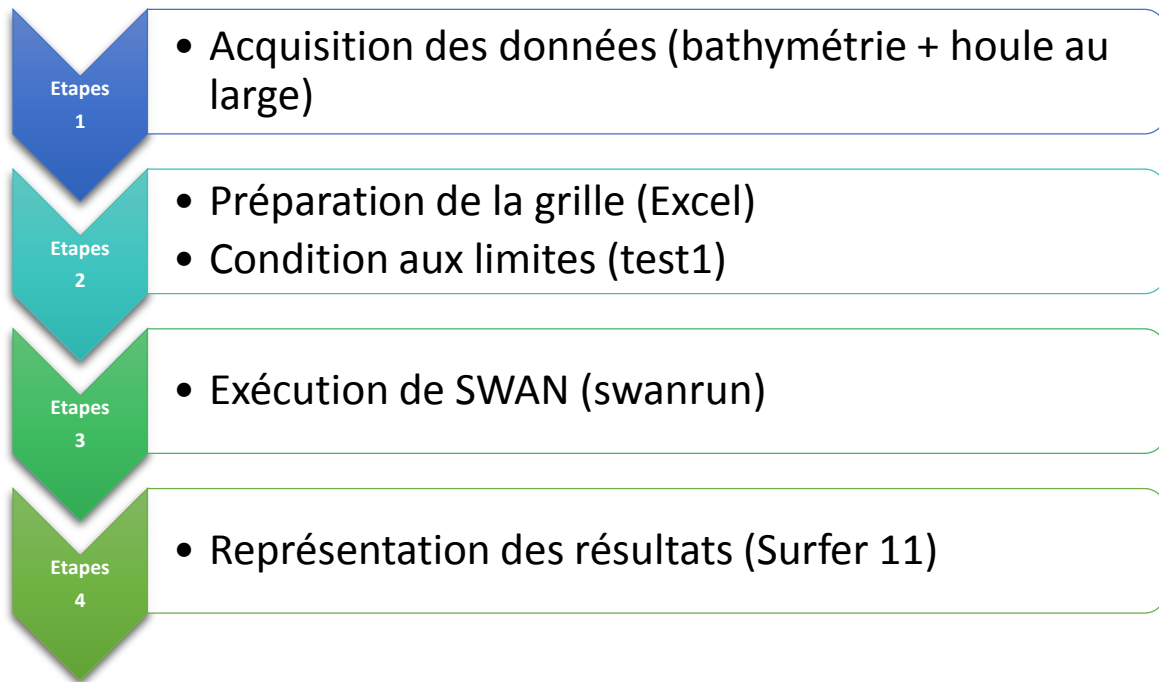 Etapes
1
• Acquisition des données (bathymétrie + houle au
large)
Etapes
2
• Préparation de la grille (Excel)
• Condition aux limites (test1)
Etapes
3
• Exécution de SWAN (swanrun)
Etapes
4
• Représentation des résultats (Surfer 11)